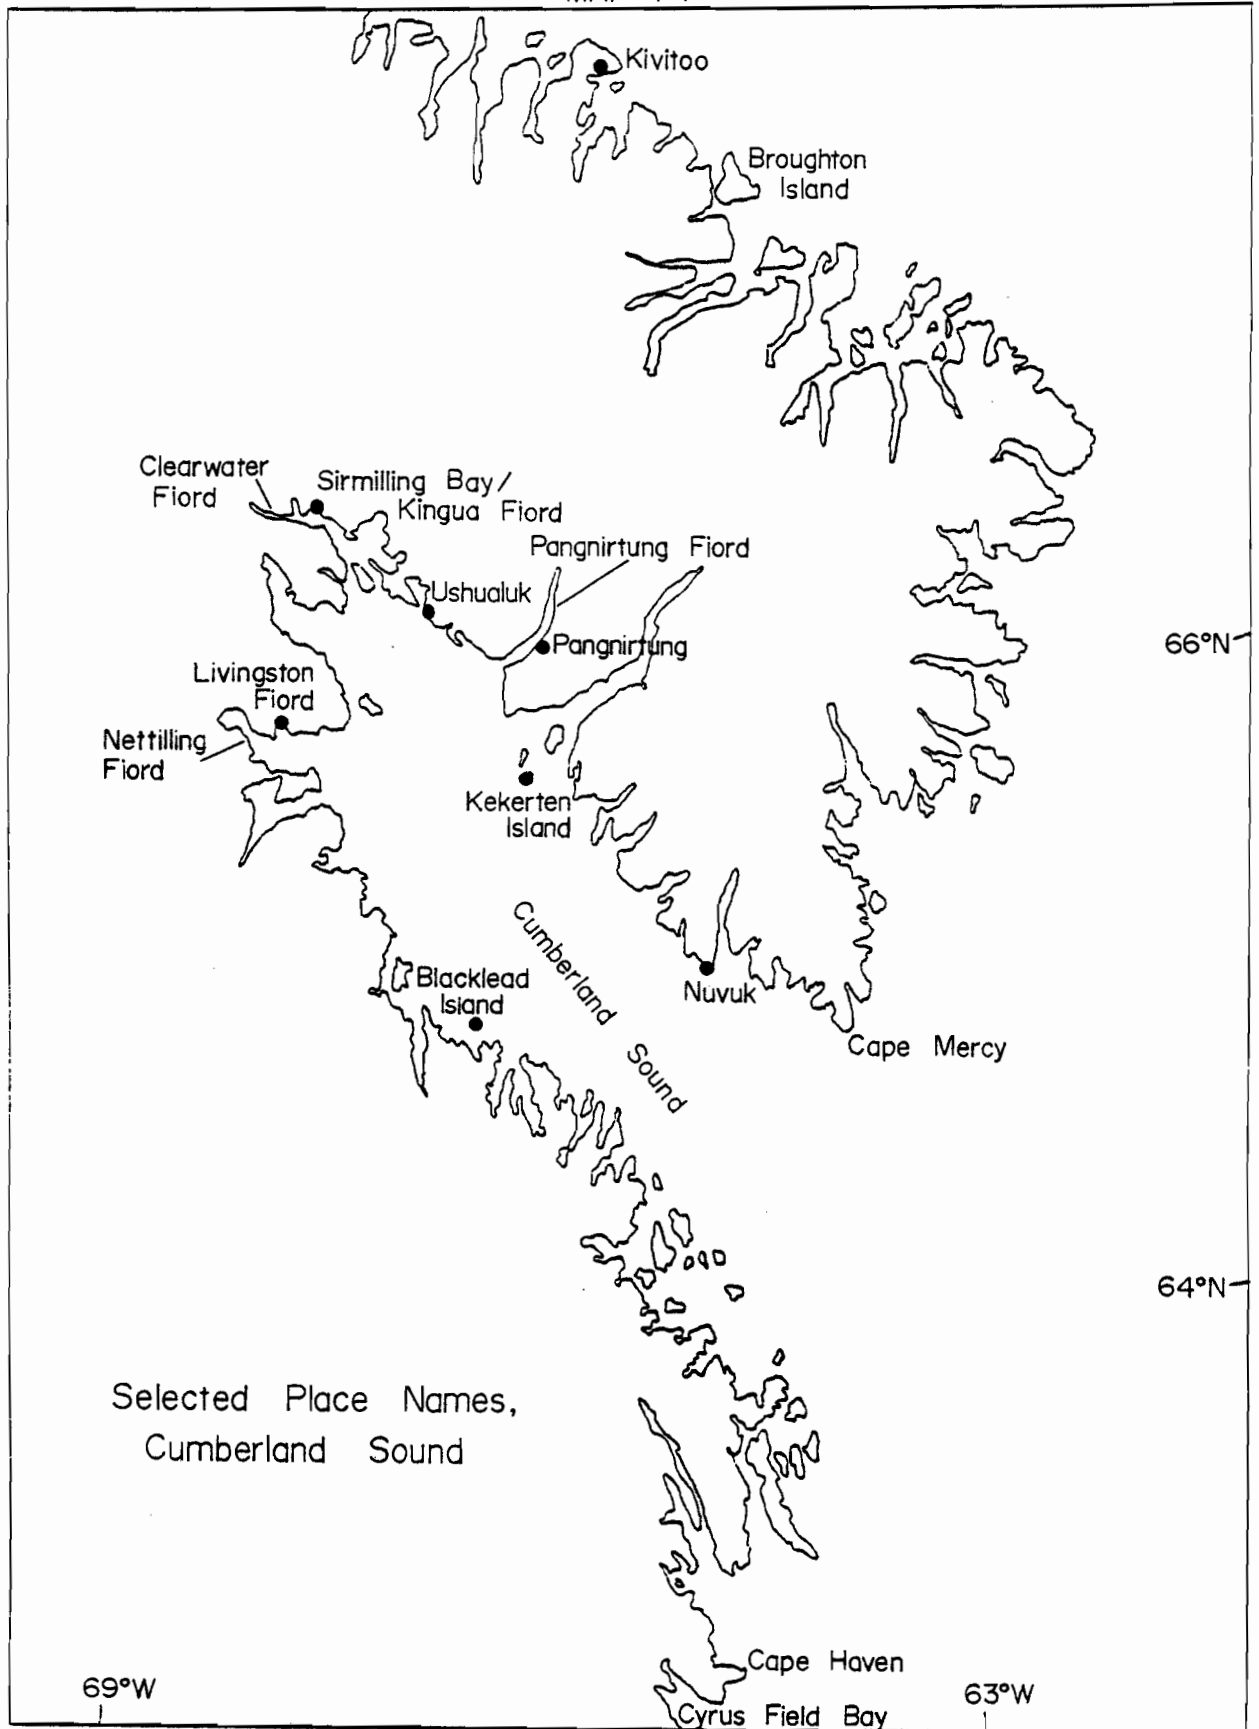 Kivitoo
Broughton
Island
Clearwater
Fiord
Sirmilling Bay/
Kingua Fiord
Pangnirtung Fiord
Ushualuk
Pangnirtung
66°N
Livingston
Fiord
Nettilling
Fiord
Kekerten
Island
Cumberland Sound
Blacklead
Island
Nuvuk
Cape Mercy
64°N
Selected Place Names,
Cumberland Sound
Cape Haven
69°W
63°W
Cyrus Field Bay